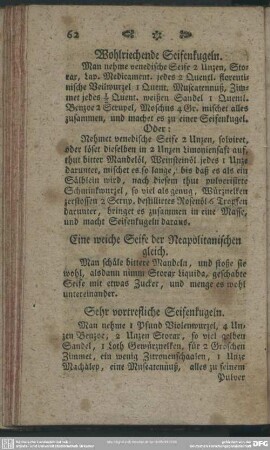 62
Wohlriechende Seifenkugeln.
Man nehme venedische Seife 2 Unzen, Sto-
rax, Lap. Medicament. jedes 2 Quentl. florentis
nische Veilwurzel 1 Quent. Muscatennuß, Zim-
met jedes ½ Quent. weißen Sandel 1 Quentl.
Benzoe 2 Scrupel, Moschus 4 Gr. mischet alles
zusammen, und machet es zu einer Seifenkugel.
Oder:
Nehmet venedische Seife 2 Unzen, solviret,
oder löset dieselben in 2 Unzen Limoniensaft auf,
thut bitter Mandelöl, Weinsteinöl jedes 1 Unze
darunter, mischet es so lange, bis daß es als ein
Sälblein wird, nach diesem thut pulverisirte
Schminkwurzel, so viel als genug, Würznelken
zerstossen 2 Scrup. destillirtes Rosenöl 6 Tropfen
darunter, bringet es zusammen in eine Masse,
und macht Seifenkugeln daraus.
Eine weiche Seife der Neapolitanischen
gleich.
Man schäle bittere Mandeln, und stoße sie
wohl, alsdann nimm Storax liquida, geschabte
Seife mit etwas Zucker, und menge es wohl
untereinander.
Sehr vortrefliche Seifenkugeln.
Man nehme 1 Pfund Violenwurzel, 4 Un-
zen Benzoe, 2 Unzen Storax, so viel gelben
Sandel, 1 Loth Gewürznelken, für 2 Groschen
Zimmet, ein wenig Zitronenschaalen, 1 Unze
Machalep, eine Muscatennuß, alles zu feinem
Pulver